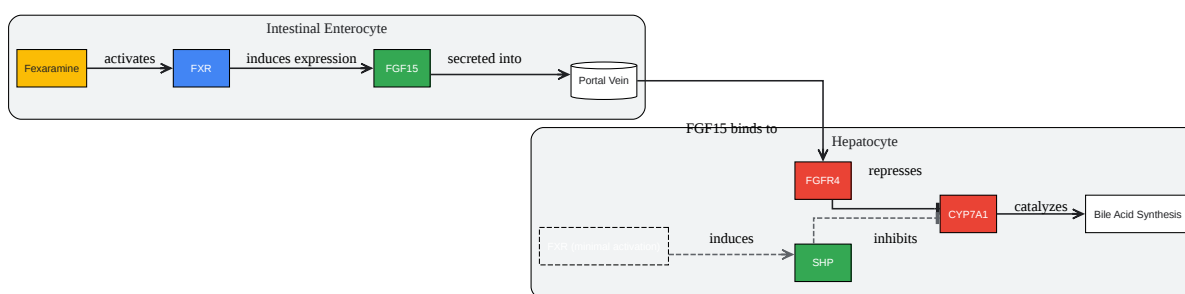 Intestinal Enterocyte
Fexaramine
activates
FXR
induces expression
FGF15
secreted into
Portal Vein
FGF15 binds to
Hepatocyte
FGFR4
represses
CYP7A1
catalyzes
Bile Acid Synthesis
induces
SHP
inhibits